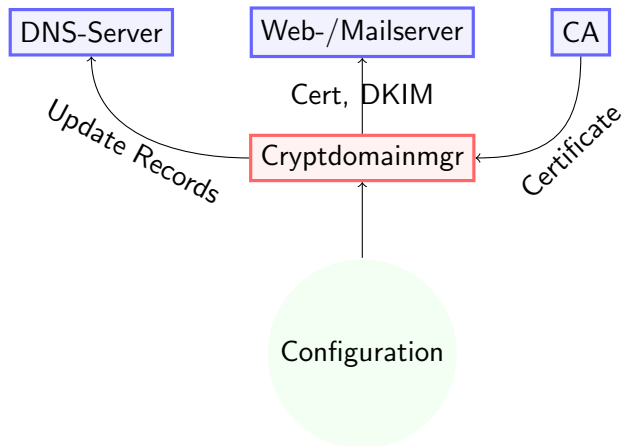 DNS-Server
Web-/Mailserver
CA
Update Records
Cert, DKIM
Certificate
Cryptdomainmgr
Configuration